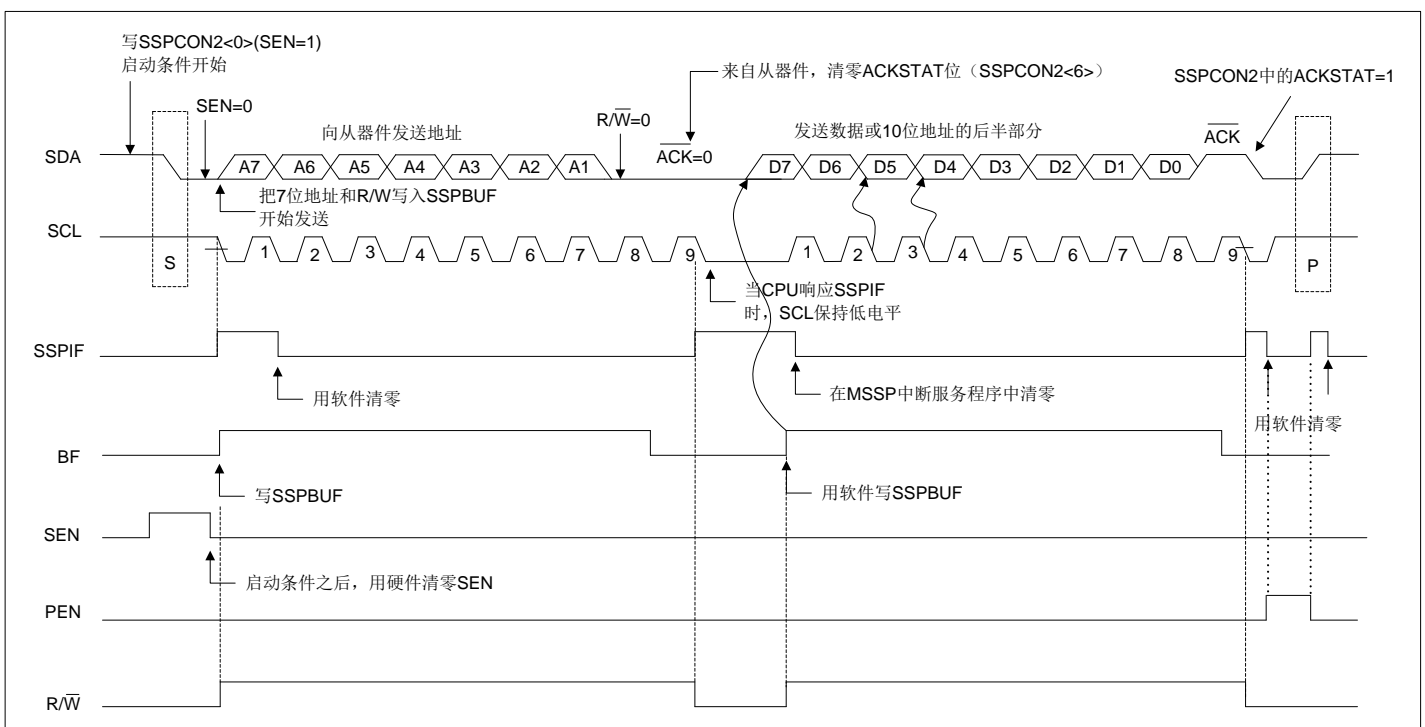 写SSPCON2<0>(SEN=1)
启动条件开始
来自从器件，清零ACKSTAT位（SSPCON2<6>）
SSPCON2中的ACKSTAT=1
SEN=0
R/W̅=0
向从器件发送地址
发送数据或10位地址的后半部分
A̅C̅K̅
SDA
A7 A6 A5 A4 A3 A2 A1
A̅C̅K̅=0
D7 D6 D5 D4 D3 D2 D1 D0
把7位地址和R/W写入SSPBUF
开始发送
SCL
S
1 2 3 4 5 6 7 8 9
1 2 3 4 5 6 7 8 9
P
当CPU响应SSPIF
时，SCL保持低电平
SSPIF
用软件清零
在MSSP中断服务程序中清零
用软件清零
BF
写SSPBUF
用软件写SSPBUF
SEN
启动条件之后，用硬件清零SEN
PEN
R/W̅